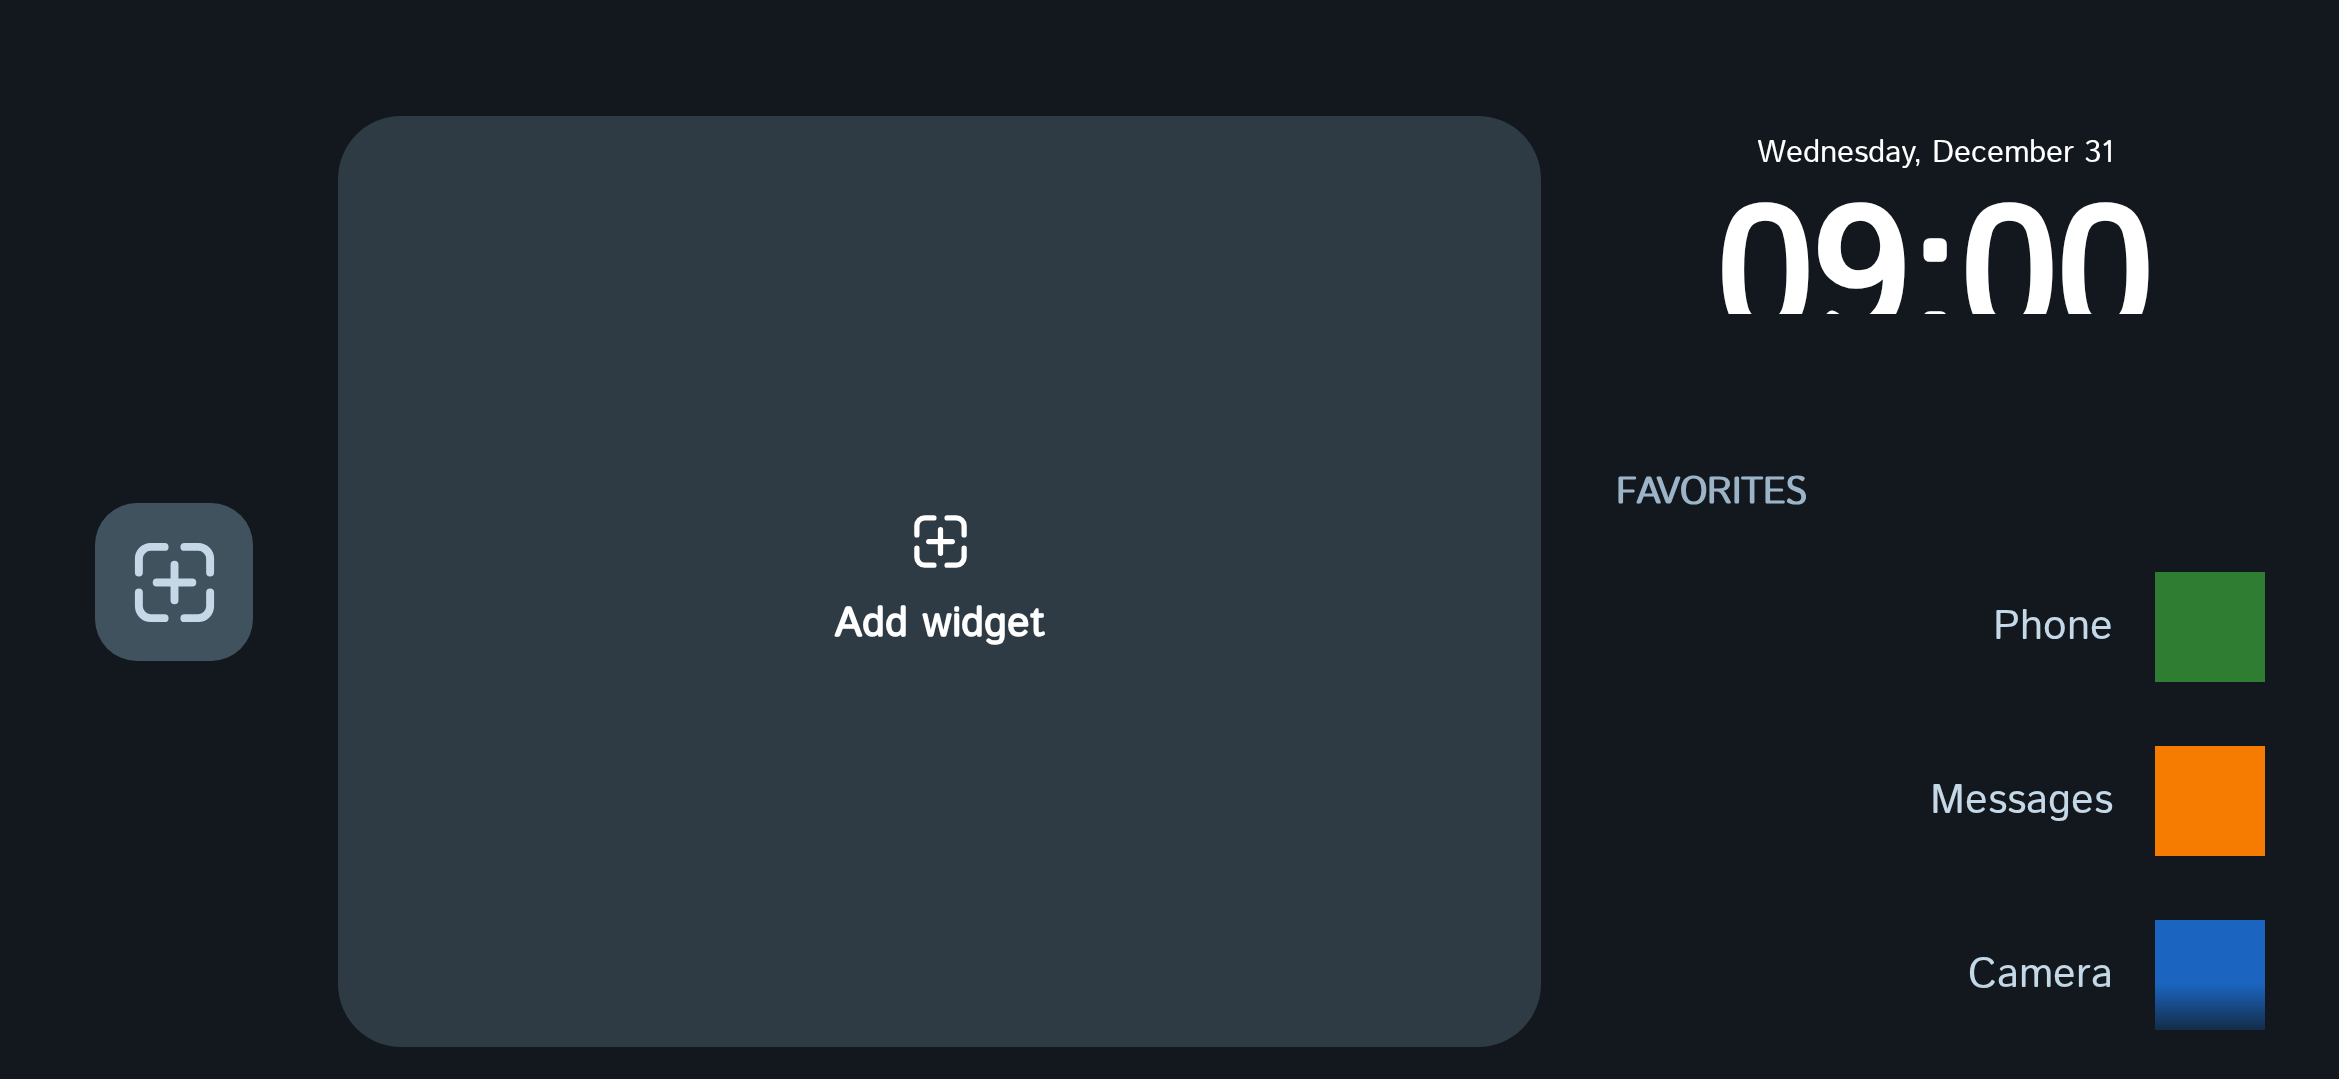 Wednesday, December 31
09:00
Add widget
FAVORITES
Phone
Messages
Camera